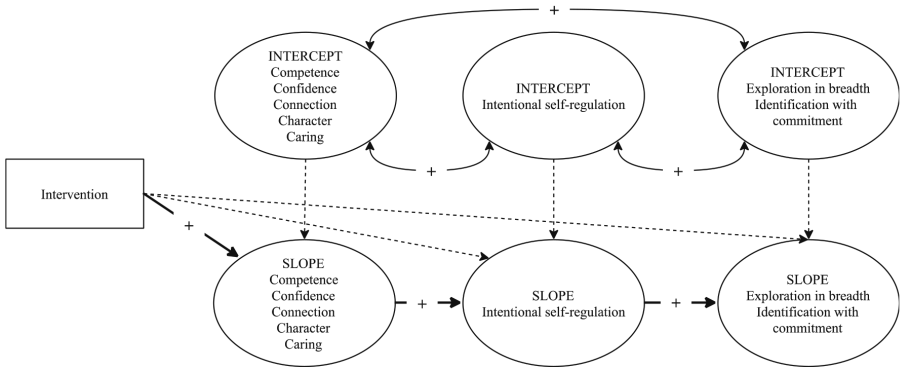 +
INTERCEPT
Competence
Confidence
Connection
Character
Caring
INTERCEPT
Intentional self-regulation
INTERCEPT
Exploration in breadth
Identification with
commitment
+
+
Intervention
+
SLOPE
Competence
Confidence
Connection
Character
Caring
+
SLOPE
Intentional self-regulation
+
SLOPE
Exploration in breadth
Identification with
commitment